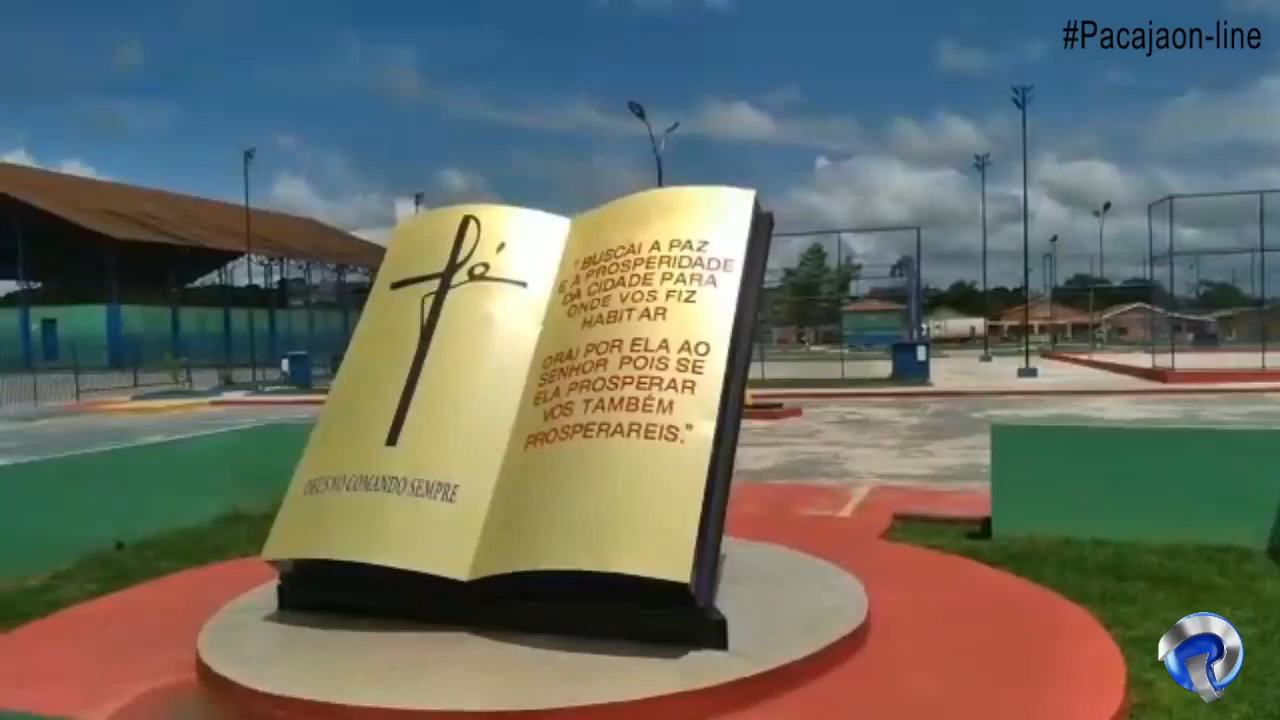 #Pacajaon-line
fé
DEUS NO COMANDO SEMPRE
"BUSCAI A PAZ
E A PROSPERIDADE
DA CIDADE PARA
ONDE VOS FIZ
HABITAR
ORAI POR ELA AO
SENHOR POIS SE
ELA PROSPERAR
VOS TAMBÉM
PROSPERAREIS."